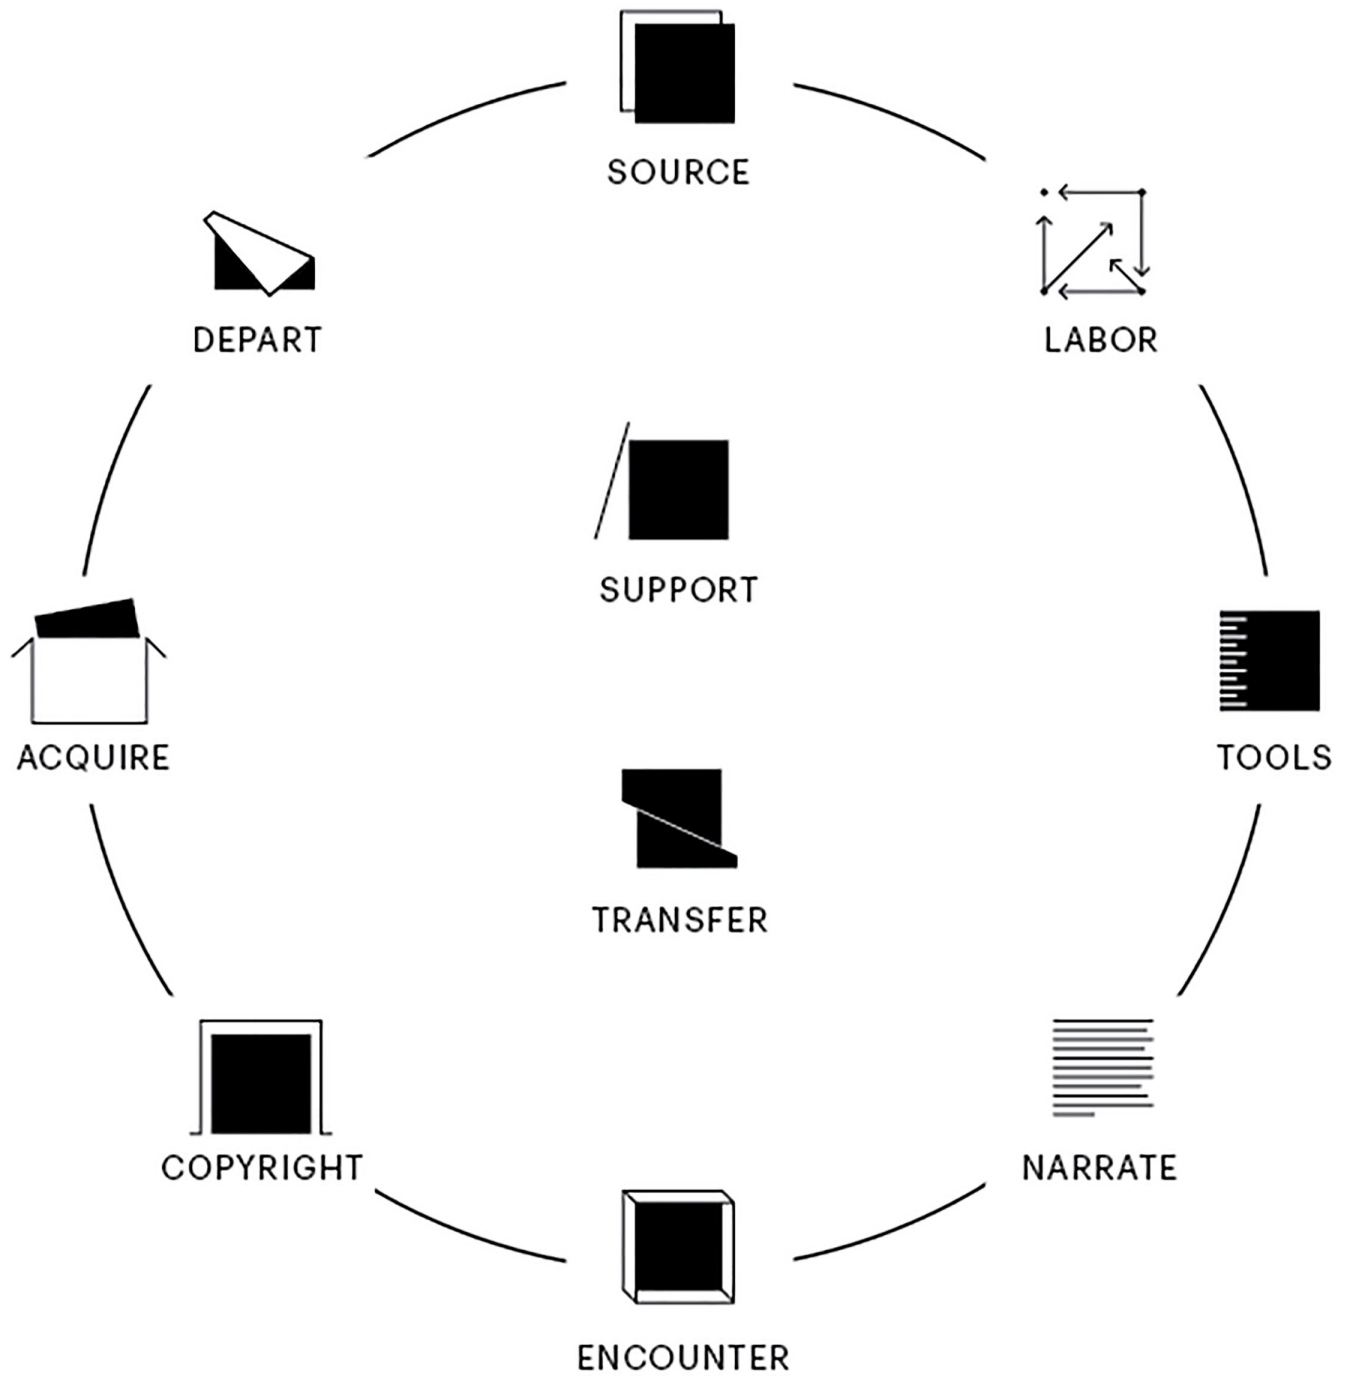 SOURCE
LABOR
DEPART
SUPPORT
ACQUIRE
TOOLS
TRANSFER
COPYRIGHT
NARRATE
ENCOUNTER